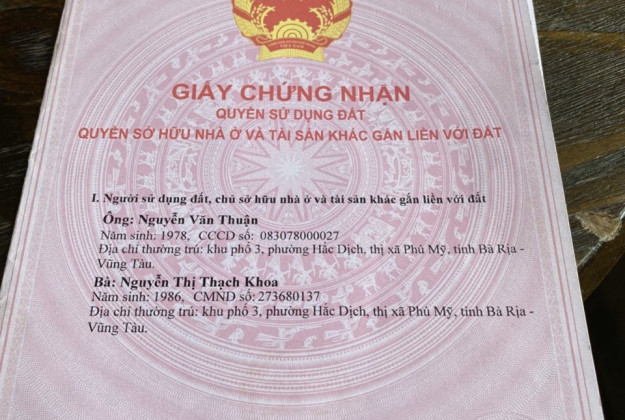 VIỆT NAM
GIẤY CHỨNG NHẬN
QUYỀN SỬ DỤNG ĐẤT
QUYỀN SỞ HỮU NHÀ Ở VÀ TÀI SẢN KHÁC GẮN LIỀN VỚI ĐẤT
I. Người sử dụng đất, chủ sở hữu nhà ở và tài sản khác gắn liền với đất
Ông: Nguyễn Văn Thuận
Năm sinh: 1978, CCCD số: 083078000027
Địa chỉ thường trú: khu phố 3, phường Hắc Dịch, thị xã Phú Mỹ, tỉnh Bà Rịa -
Vũng Tàu.
Bà: Nguyễn Thị Thạch Khoa
Năm sinh: 1986, CMND số: 273680137
Địa chỉ thường trú: khu phố 3, phường Hắc Dịch, thị xã Phú Mỹ, tỉnh Bà Rịa -
Vũng Tàu.